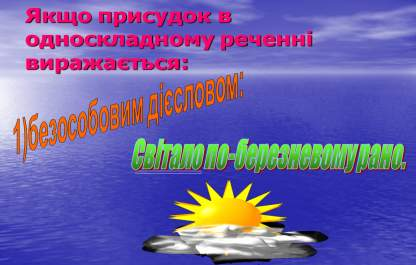 Якщо присудок в
односкладному реченні
виражається:
1)безособовим дієсловом:
Світало по-березневому рано.